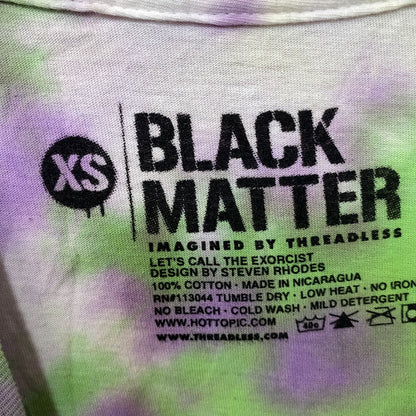 XS
BLACK
MATTER
IMAGINED BY THREADLESS
LET'S CALL THE EXORCIST
DESIGN BY STEVEN RHODES
100% COTTON · MADE IN NICARAGUA
RN#113044 TUMBLE DRY · LOW HEAT · NO IRON
NO BLEACH · COLD WASH · MILD DETERGENT
WWW.HOTTOPIC.COM
WWW.THREADLESS.COM